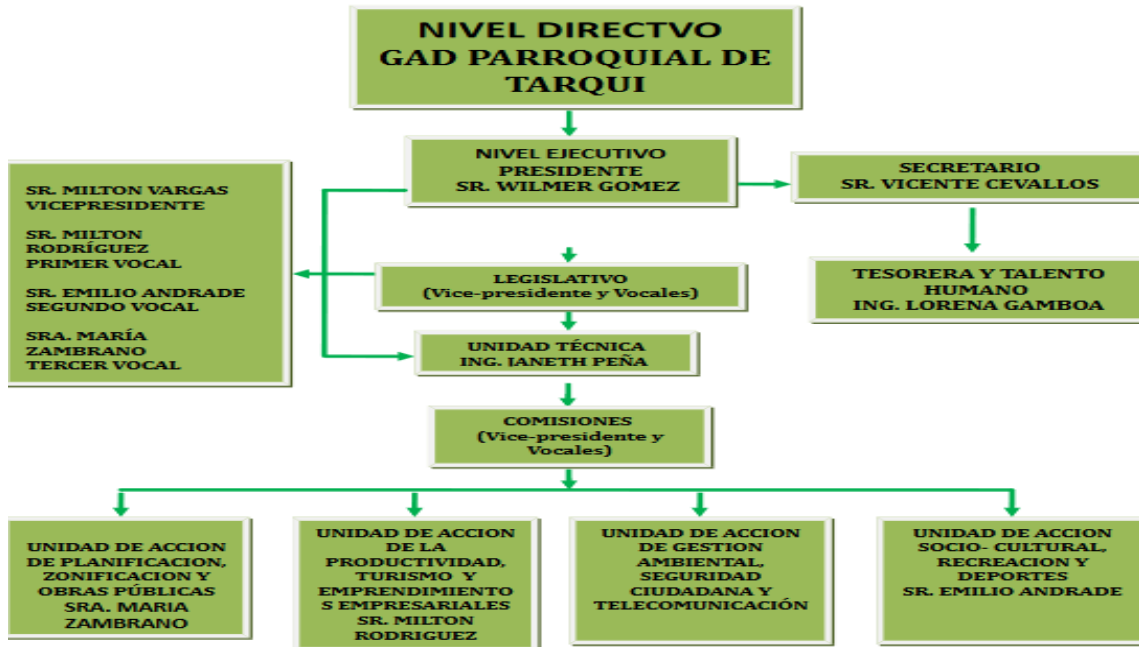 NIVEL DIRECTVO
GAD PARROQUIAL DE
TARQUI
NIVEL EJECUTIVO
PRESIDENTE
SR. WILMER GOMEZ
SECRETARIO
SR. VICENTE CEVALLOS
SR. MILTON VARGAS
VICEPRESIDENTE
SR. MILTON
RODRÍGUEZ
PRIMER VOCAL
SR. EMILIO ANDRADE
SEGUNDO VOCAL
SRA. MARÍA
ZAMBRANO
TERCER VOCAL
LEGISLATIVO
(Vice-presidente y Vocales)
TESORERA Y TALENTO
HUMANO
ING. LORENA GAMBOA
UNIDAD TÉCNICA
ING. JANETH PEÑA
COMISIONES
(Vice-presidente y
Vocales)
UNIDAD DE ACCION
DE PLANIFICACION,
ZONIFICACION Y
OBRAS PÚBLICAS
SRA. MARIA
ZAMBRANO
UNIDAD DE ACCION
DE LA
PRODUCTIVIDAD,
TURISMO Y
EMPRENDIMIENTO
S EMPRESARIALES
SR. MILTON
RODRIGUEZ
UNIDAD DE ACCION
DE GESTION
AMBIENTAL,
SEGURIDAD
CIUDADANA Y
TELECOMUNICACIÓN
UNIDAD DE ACCION
SOCIO- CULTURAL,
RECREACION Y
DEPORTES
SR. EMILIO ANDRADE